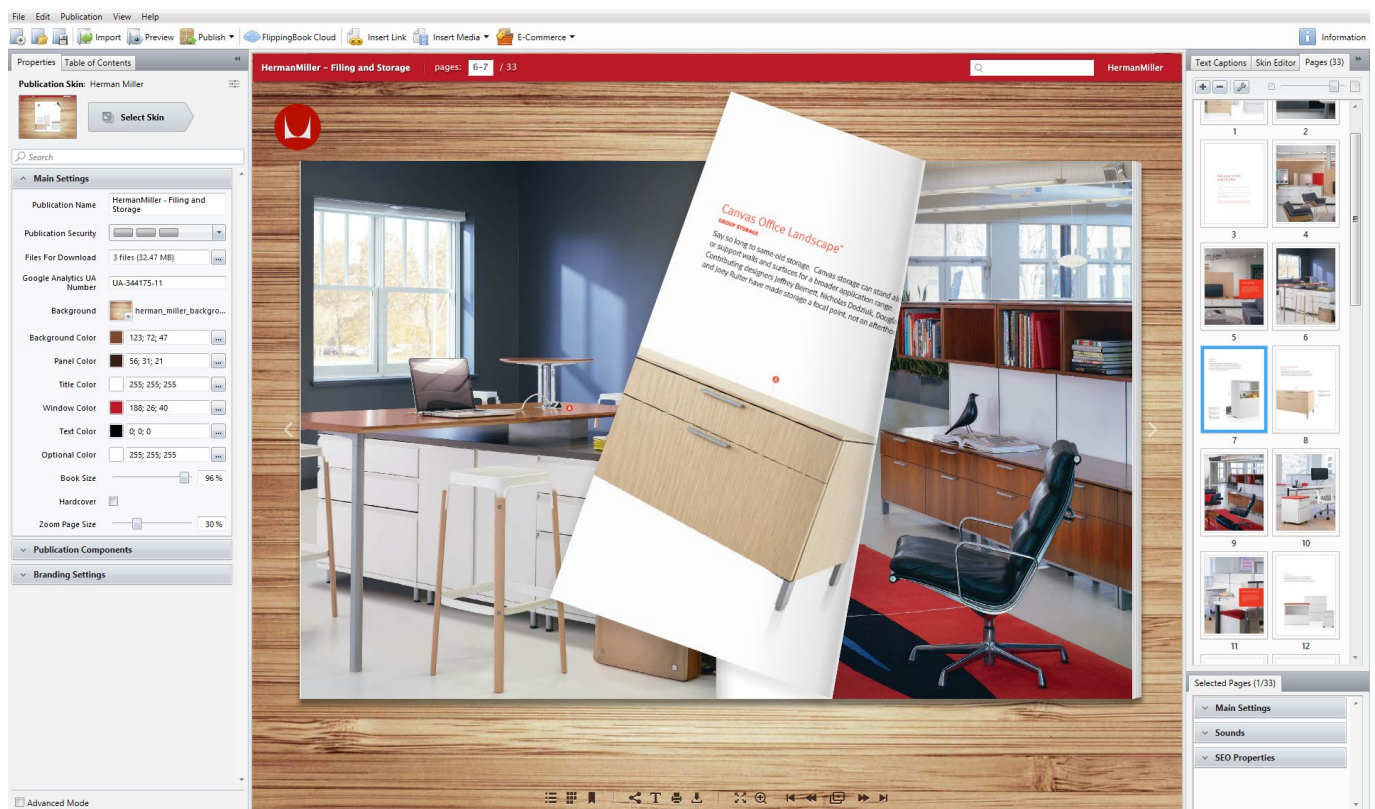 File Edit Publication View Help
Import Preview Publish FlippingBook Cloud Insert Link Insert Media E-Commerce Information
Properties Table of Contents
Publication Skin: Herman Miller
Select Skin
Search
Main Settings
Publication Name HermanMiller - Filing and
Storage
Publication Security
Files For Download 3 files (32.47 MB) ...
Google Analytics UA
Number UA-344175-11
Background herman_miller_backgro...
Background Color 123; 72; 47 ...
Panel Color 56; 31; 21 ...
Title Color 255; 255; 255 ...
Window Color 188; 26; 40 ...
Text Color 0; 0; 0 ...
Optional Color 255; 255; 255 ...
Book Size 96 %
Hardcover
Zoom Page Size 30 %
Publication Components
Branding Settings
Advanced Mode
HermanMiller – Filing and Storage pages: 6-7 / 33 HermanMiller
Canvas Office Landscape™
GROUP STORAGE
Say so long to same-old storage. Canvas storage can stand
or support walls and surfaces for a broader application range.
Contributing designers Jeffrey Bernett, Nicholas Dodziuk,
and Joey Ruiter have made storage a focal point, not an
Text Captions Skin Editor Pages (33)
1 2
3 4
5 6
7 8
9 10
11 12
Selected Pages (1/33)
Main Settings
Sounds
SEO Properties